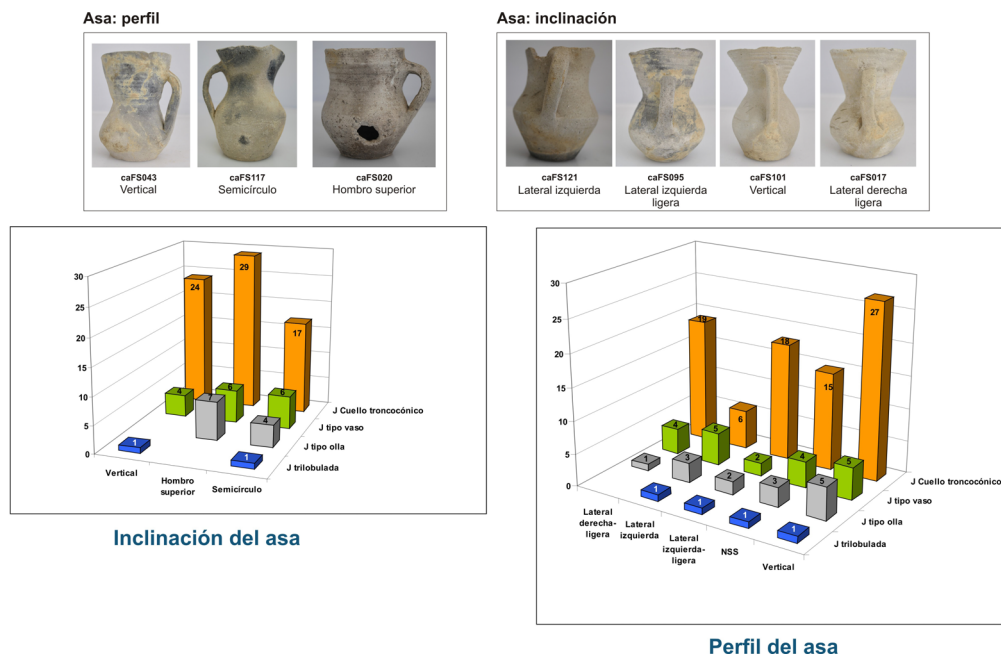 Asa: perfil
caFS043
Vertical
caFS117
Semicírculo
caFS020
Hombro superior
Asa: inclinación
caFS121
Lateral izquierda
caFS095
Lateral izquierda
ligera
caFS101
Vertical
caFS017
Lateral derecha
ligera
30
25
20
15
10
5
0
24
29
17
4
6
6
4
1
1
Vertical
Hombro
superior
Semicírculo
J Cuello troncocónico
J tipo vaso
J tipo olla
J trilobulada
Inclinación del asa
30
25
20
15
10
5
0
19
6
18
15
27
4
5
2
4
5
1
3
2
3
5
1
1
1
1
Lateral
derecha-
ligera
Lateral
izquierda
Lateral
izquierda-
ligera
NSS
Vertical
J Cuello troncocónico
J tipo vaso
J tipo olla
J trilobulada
Perfil del asa